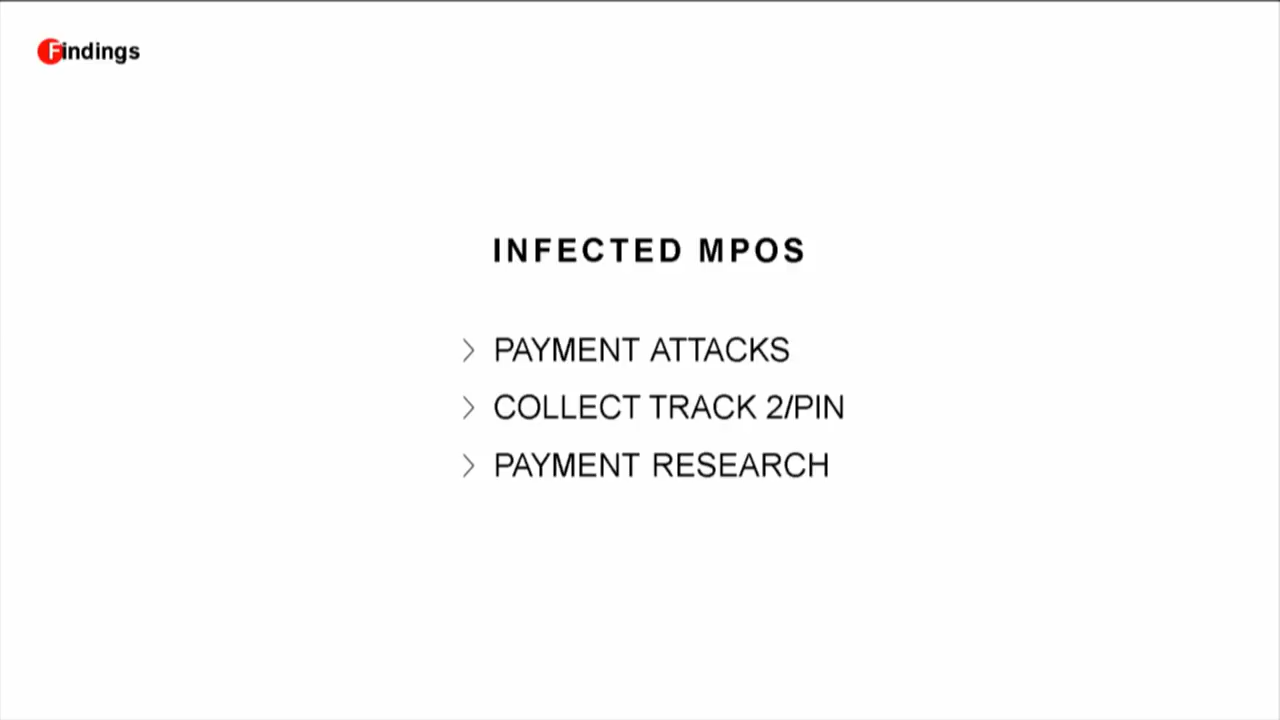 Findings
INFECTED MPOS
PAYMENT ATTACKS
COLLECT TRACK 2/PIN
PAYMENT RESEARCH